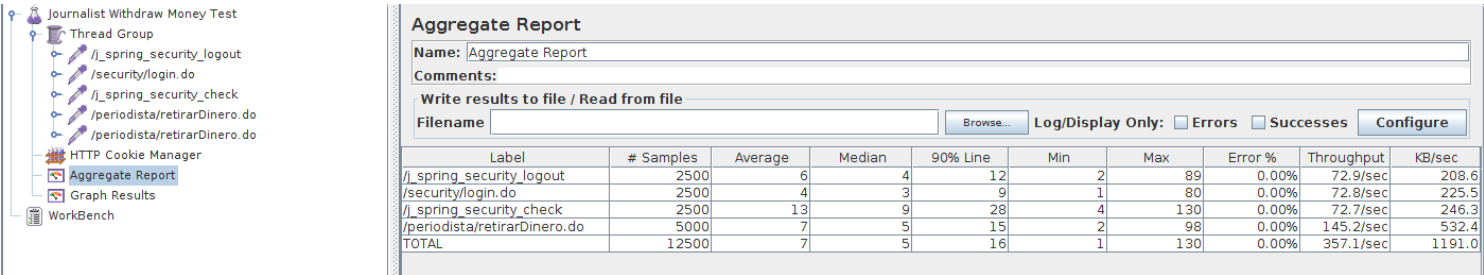 Journalist Withdraw Money Test
Thread Group
/j_spring_security_logout
/security/login.do
/j_spring_security_check
/periodista/retirarDinero.do
/periodista/retirarDinero.do
HTTP Cookie Manager
Aggregate Report
Graph Results
WorkBench
Aggregate Report
Name: Aggregate Report
Comments:
Write results to file / Read from file
Filename Browse... Log/Display Only: Errors Successes Configure
Label # Samples Average Median 90% Line Min Max Error % Throughput KB/sec
/j_spring_security_logout 2500 6 4 12 2 89 0.00% 72.9/sec 208.6
/security/login.do 2500 4 3 9 1 80 0.00% 72.8/sec 225.5
/j_spring_security_check 2500 13 9 28 4 130 0.00% 72.7/sec 246.3
/periodista/retirarDinero.do 5000 7 5 15 2 98 0.00% 145.2/sec 532.4
TOTAL 12500 7 5 16 1 130 0.00% 357.1/sec 1191.0